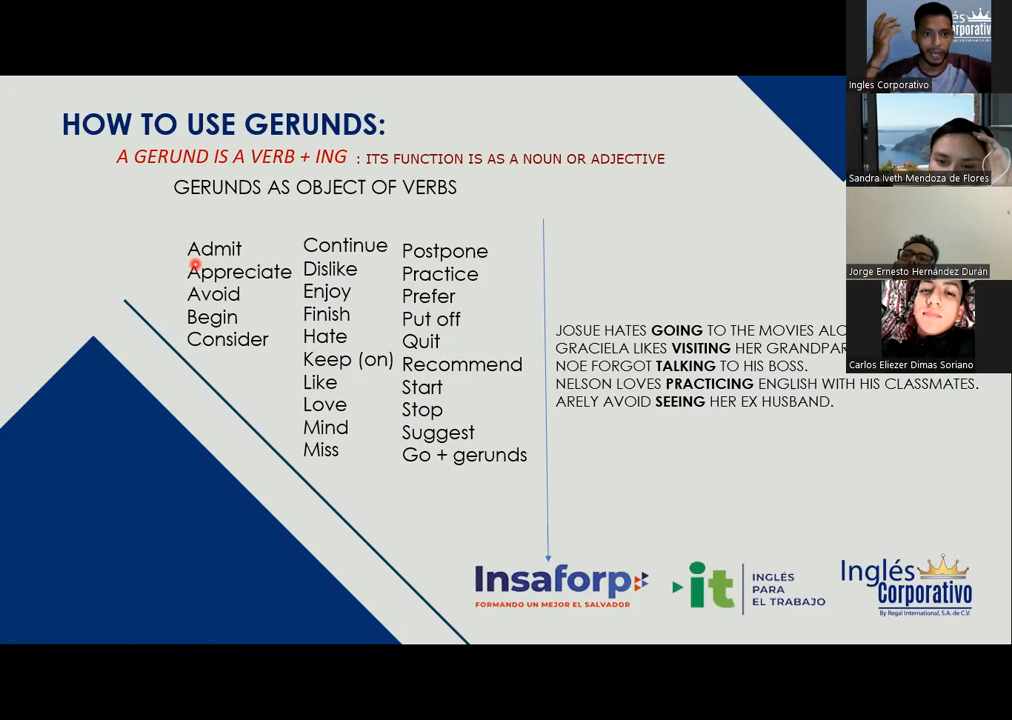 HOW TO USE GERUNDS:
A GERUND IS A VERB + ING : ITS FUNCTION IS AS A NOUN OR ADJECTIVE
GERUNDS AS OBJECT OF VERBS
Admit
Appreciate
Avoid
Begin
Consider
Continue
Dislike
Enjoy
Finish
Hate
Keep (on)
Like
Love
Mind
Miss
Postpone
Practice
Prefer
Put off
Quit
Recommend
Start
Stop
Suggest
Go + gerunds
JOSUE HATES GOING TO THE MOVIES
GRACIELA LIKES VISITING HER
NOE FORGOT TALKING TO HIS BOSS.
NELSON LOVES PRACTICING ENGLISH WITH HIS CLASSMATES.
ARELY AVOID SEEING HER EX HUSBAND.
Insaforp
FORMANDO UN MEJOR EL SALVADOR
it
INGLÉS
PARA
EL TRABAJO
Inglés
Corporativo
By Regal International, S.A. de C.V.
Ingles Corporativo
Sandra Iveth Mendoza de Flores
Jorge Ernesto Hernández Durán
Carlos Eliezer Dimas Soriano